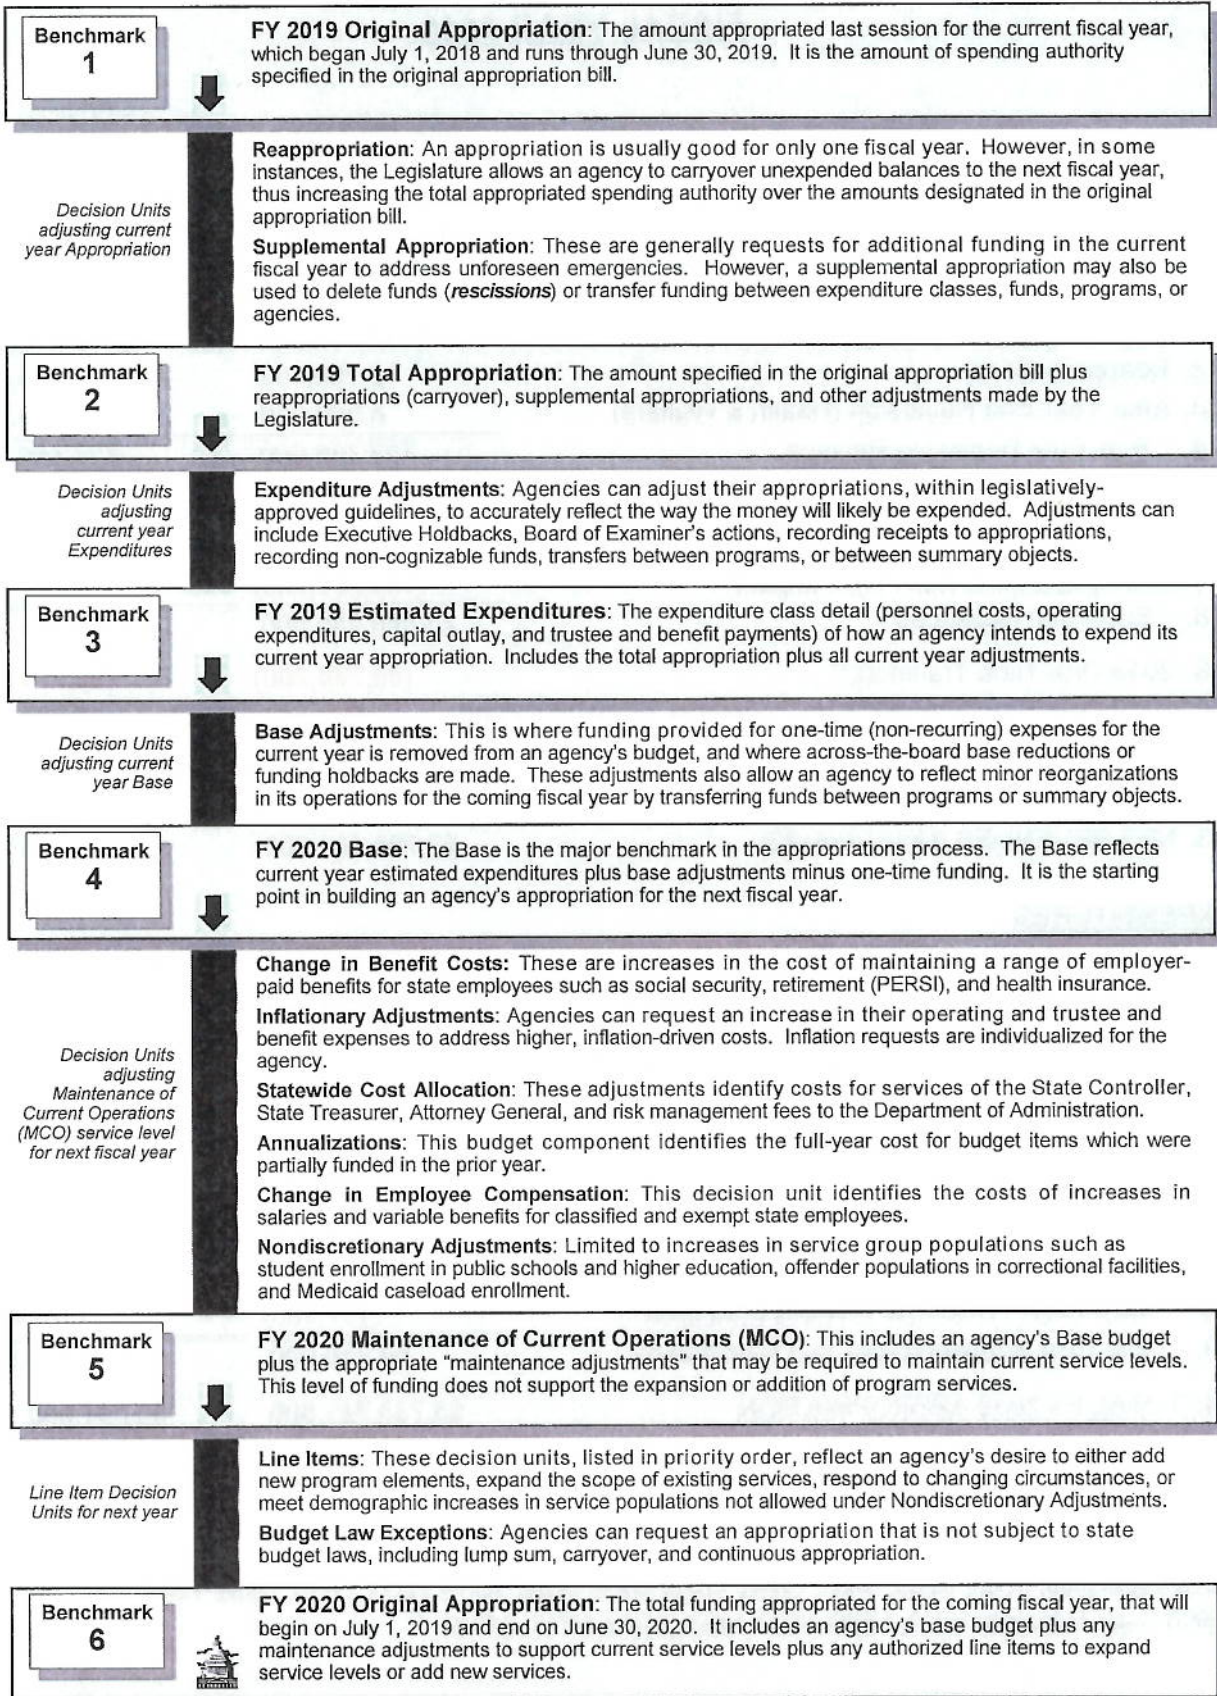 Benchmark
1
FY 2019 Original Appropriation: The amount appropriated last session for the current fiscal year,
which began July 1, 2018 and runs through June 30, 2019. It is the amount of spending authority
specified in the original appropriation bill.
Decision Units
adjusting current
year Appropriation
Reappropriation: An appropriation is usually good for only one fiscal year. However, in some
instances, the Legislature allows an agency to carryover unexpended balances to the next fiscal year,
thus increasing the total appropriated spending authority over the amounts designated in the original
appropriation bill.
Supplemental Appropriation: These are generally requests for additional funding in the current
fiscal year to address unforeseen emergencies. However, a supplemental appropriation may also be
used to delete funds (rescissions) or transfer funding between expenditure classes, funds, programs, or
agencies.
Benchmark
2
FY 2019 Total Appropriation: The amount specified in the original appropriation bill plus
reappropriations (carryover), supplemental appropriations, and other adjustments made by the
Legislature.
Decision Units
adjusting
current year
Expenditures
Expenditure Adjustments: Agencies can adjust their appropriations, within legislatively-
approved guidelines, to accurately reflect the way the money will likely be expended. Adjustments can
include Executive Holdbacks, Board of Examiner's actions, recording receipts to appropriations,
recording non-cognizable funds, transfers between programs, or between summary objects.
Benchmark
3
FY 2019 Estimated Expenditures: The expenditure class detail (personnel costs, operating
expenditures, capital outlay, and trustee and benefit payments) of how an agency intends to expend its
current year appropriation. Includes the total appropriation plus all current year adjustments.
Decision Units
adjusting current
year Base
Base Adjustments: This is where funding provided for one-time (non-recurring) expenses for the
current year is removed from an agency's budget, and where across-the-board base reductions or
funding holdbacks are made. These adjustments also allow an agency to reflect minor reorganizations
in its operations for the coming fiscal year by transferring funds between programs or summary objects.
Benchmark
4
FY 2020 Base: The Base is the major benchmark in the appropriations process. The Base reflects
current year estimated expenditures plus base adjustments minus one-time funding. It is the starting
point in building an agency's appropriation for the next fiscal year.
Decision Units
adjusting
Maintenance of
Current Operations
(MCO) service level
for next fiscal year
Change in Benefit Costs: These are increases in the cost of maintaining a range of employer-
paid benefits for state employees such as social security, retirement (PERSI), and health insurance.
Inflationary Adjustments: Agencies can request an increase in their operating and trustee and
benefit expenses to address higher, inflation-driven costs. Inflation requests are individualized for the
agency.
Statewide Cost Allocation: These adjustments identify costs for services of the State Controller,
State Treasurer, Attorney General, and risk management fees to the Department of Administration.
Annualizations: This budget component identifies the full-year cost for budget items which were
partially funded in the prior year.
Change in Employee Compensation: This decision unit identifies the costs of increases in
salaries and variable benefits for classified and exempt state employees.
Nondiscretionary Adjustments: Limited to increases in service group populations such as
student enrollment in public schools and higher education, offender populations in correctional facilities,
and Medicaid caseload enrollment.
Benchmark
5
FY 2020 Maintenance of Current Operations (MCO): This includes an agency's Base budget
plus the appropriate "maintenance adjustments" that may be required to maintain current service levels.
This level of funding does not support the expansion or addition of program services.
Line Item Decision
Units for next year
Line Items: These decision units, listed in priority order, reflect an agency's desire to either add
new program elements, expand the scope of existing services, respond to changing circumstances, or
meet demographic increases in service populations not allowed under Nondiscretionary Adjustments.
Budget Law Exceptions: Agencies can request an appropriation that is not subject to state
budget laws, including lump sum, carryover, and continuous appropriation.
Benchmark
6
FY 2020 Original Appropriation: The total funding appropriated for the coming fiscal year, that will
begin on July 1, 2019 and end on June 30, 2020. It includes an agency's base budget plus any
maintenance adjustments to support current service levels plus any authorized line items to expand
service levels or add new services.